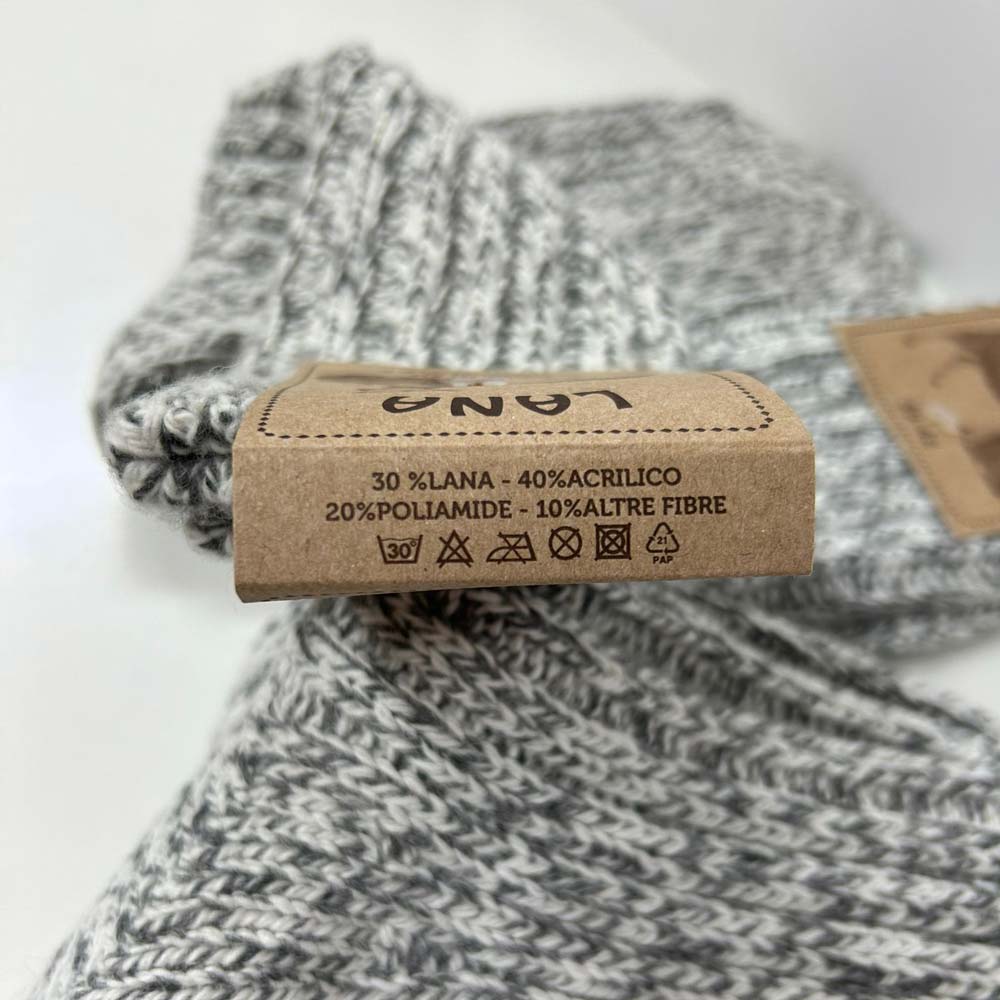 LANA
30 %LANA - 40%ACRILICO
20%POLIAMIDE - 10%ALTRE FIBRE
30°
21
PAP